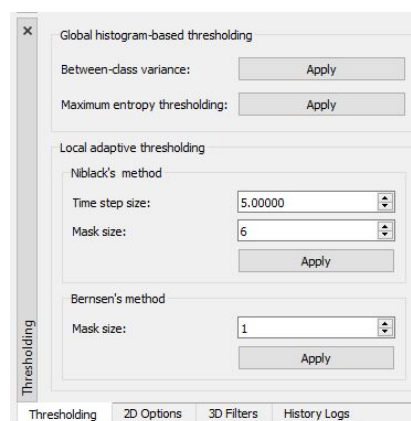 Global histogram-based thresholding
Between-class variance: Apply
Maximum entropy thresholding: Apply
Local adaptive thresholding
Niblack's method
Time step size: 5.00000
Mask size: 6
Apply
Bernsen's method
Mask size: 1
Apply
Thresholding
Thresholding 2D Options 3D Filters History Logs